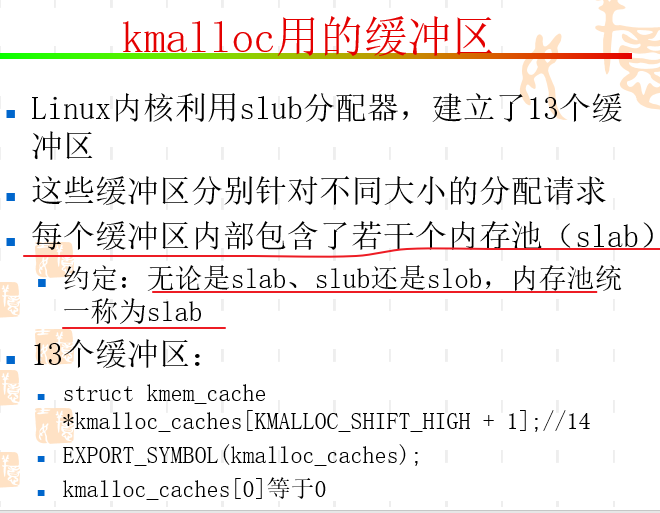 kmalloc用的缓冲区
Linux内核利用slub分配器，建立了13个缓
冲区
这些缓冲区分别针对不同大小的分配请求
每个缓冲区内部包含了若干个内存池（slab）
约定：无论是slab、slub还是slob，内存池统
一称为slab
13个缓冲区：
struct kmem_cache
*kmalloc_caches[KMALLOC_SHIFT_HIGH + 1];//14
EXPORT_SYMBOL(kmalloc_caches);
kmalloc_caches[0]等于0